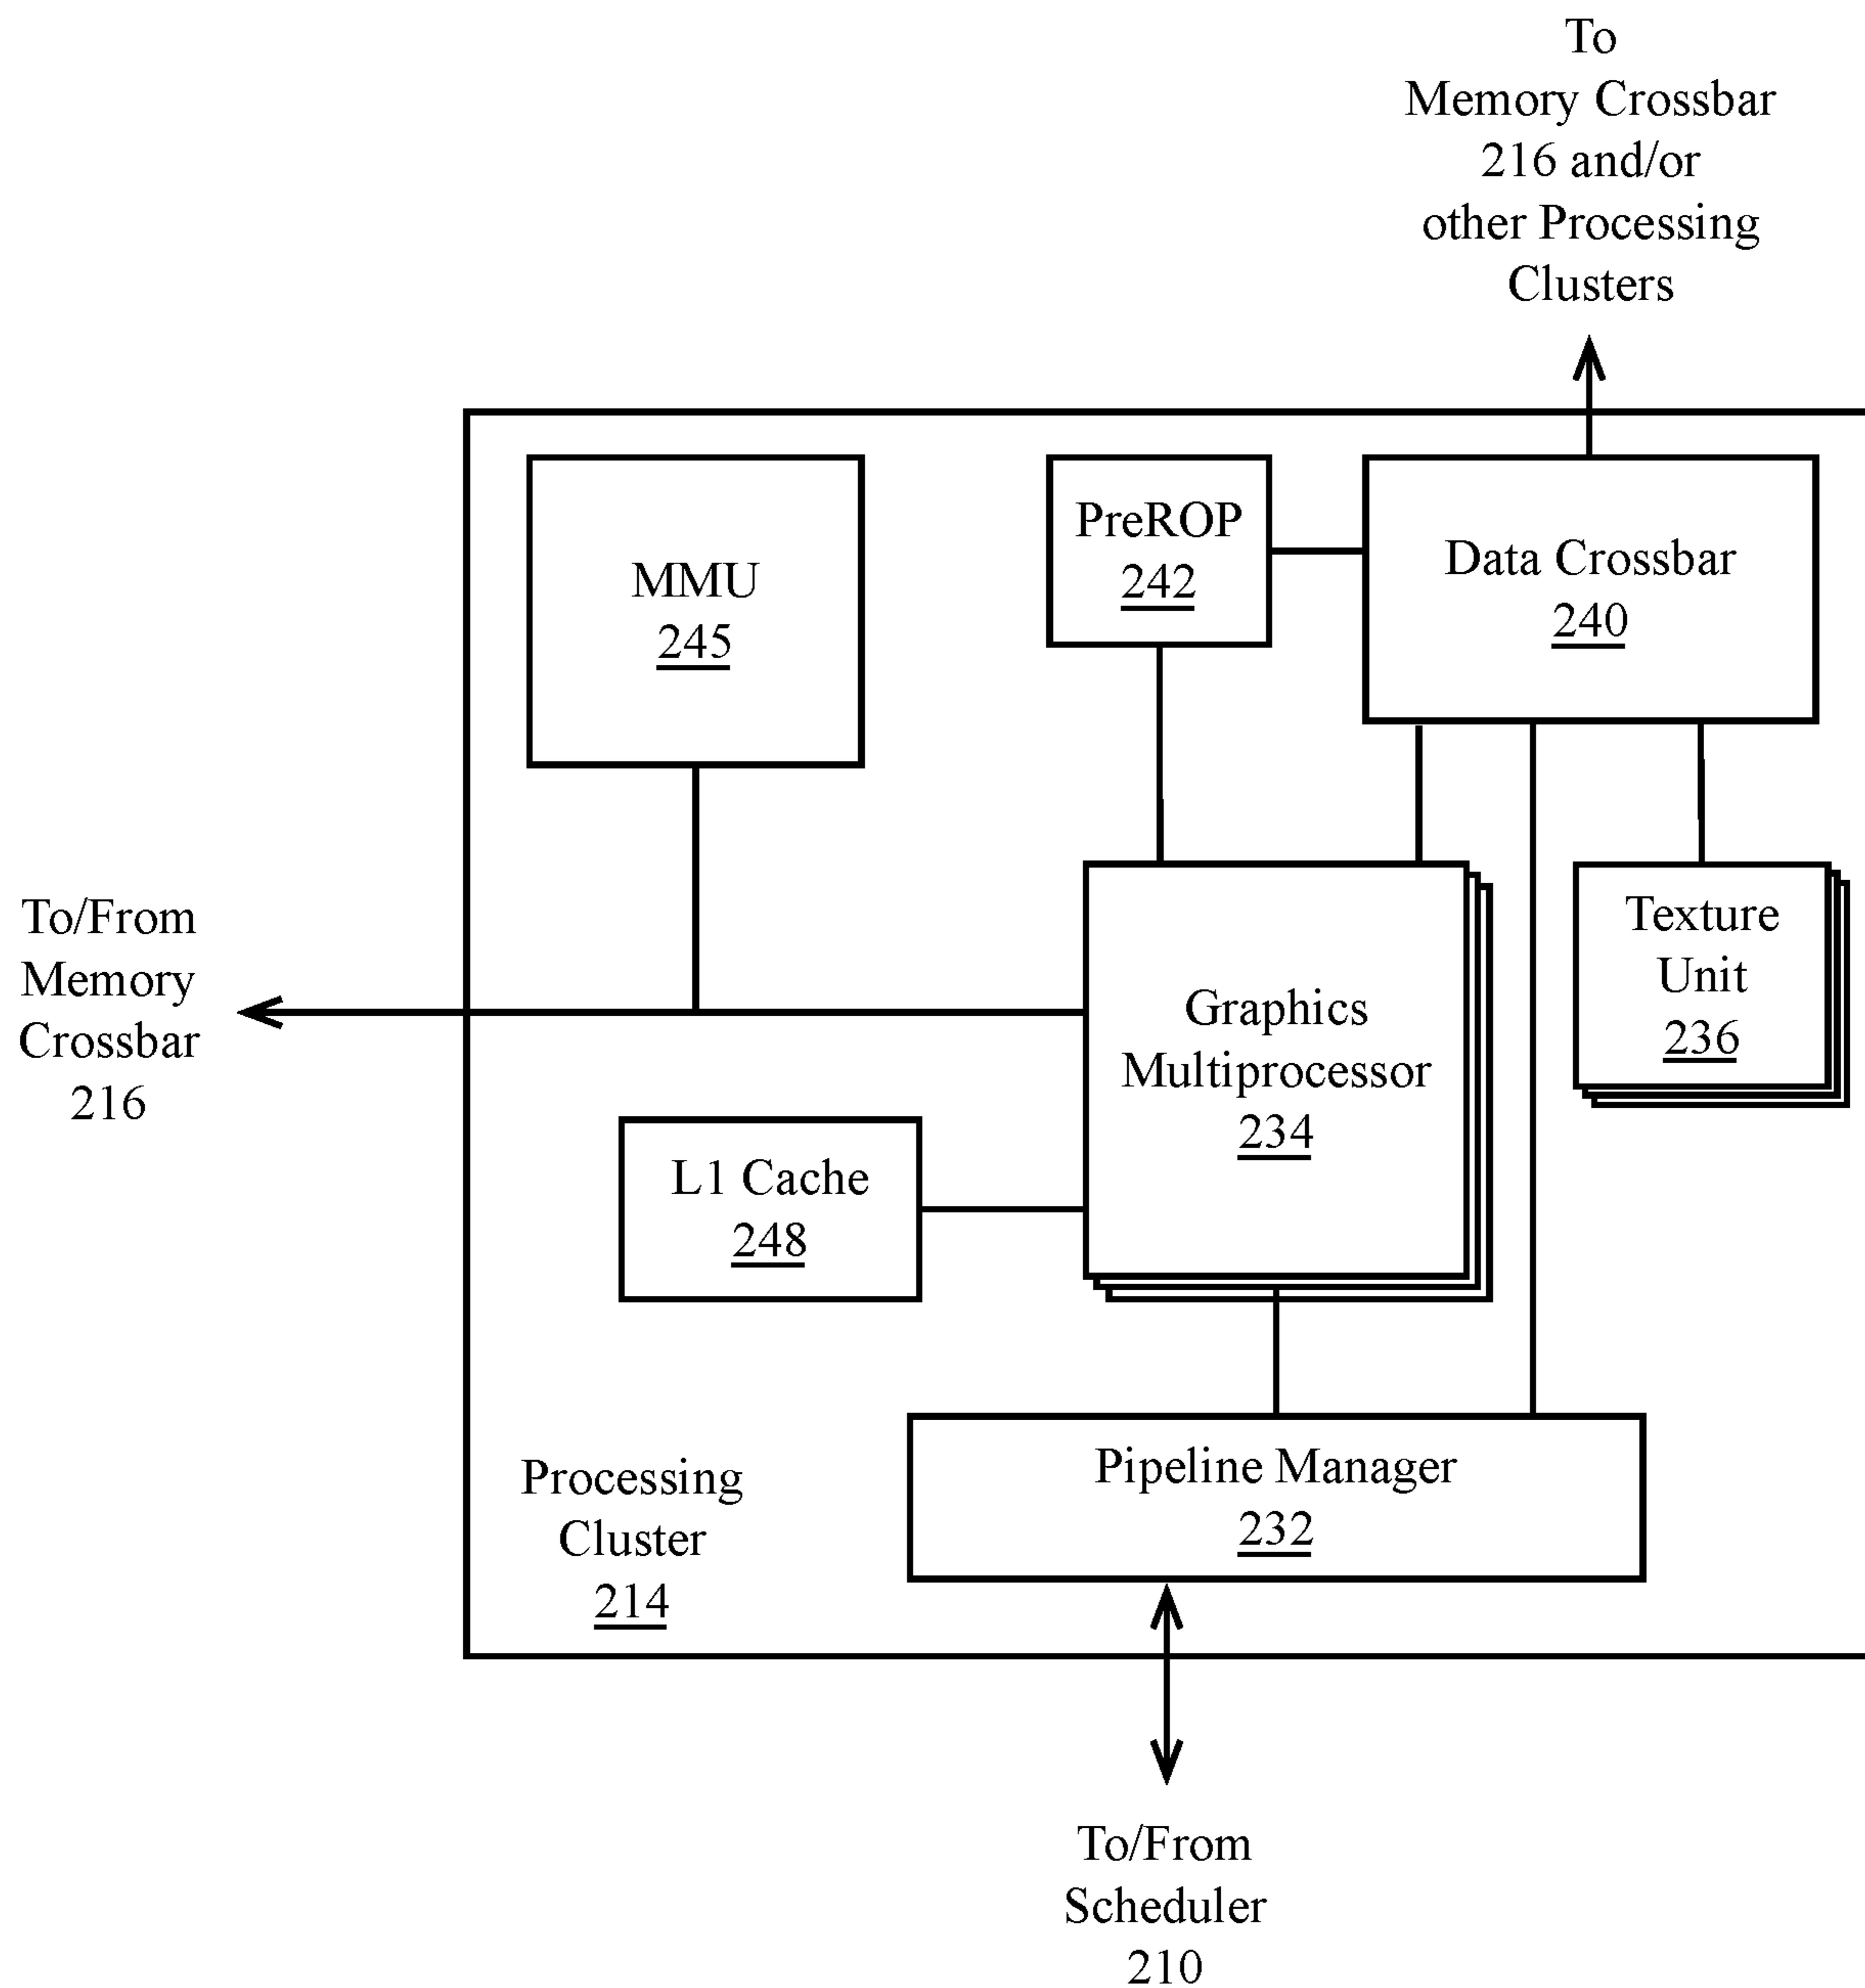 To
Memory Crossbar
216 and/or
other Processing
Clusters
MMU
245
PreROP
242
Data Crossbar
240
To/From
Memory
Crossbar
216
Graphics
Multiprocessor
234
Texture
Unit
236
L1 Cache
248
Processing
Cluster
214
Pipeline Manager
232
To/From
Scheduler
210